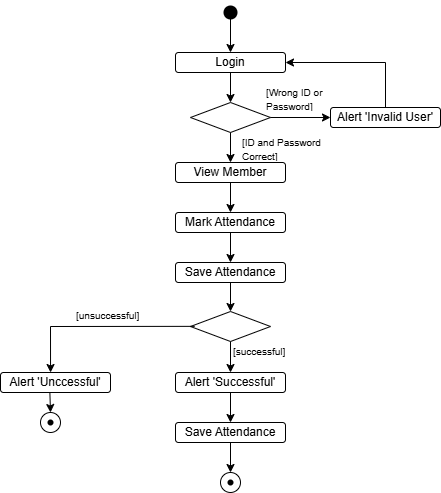 Login
[Wrong ID or
Password]
Alert 'Invalid User'
[ID and Password
Correct]
View Member
Mark Attendance
Save Attendance
[unsuccessful]
[successful]
Alert 'Unccessful'
Alert 'Successful'
Save Attendance